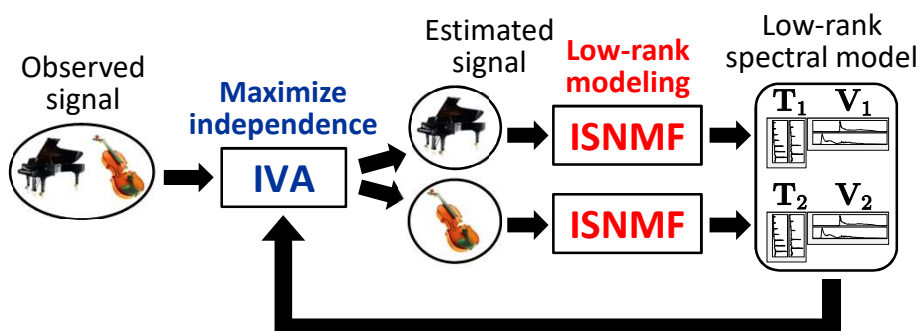 Observed
signal
Maximize
independence
IVA
Estimated
signal
Low-rank
modeling
ISNMF
ISNMF
Low-rank
spectral model
T₁ V₁
T₂ V₂